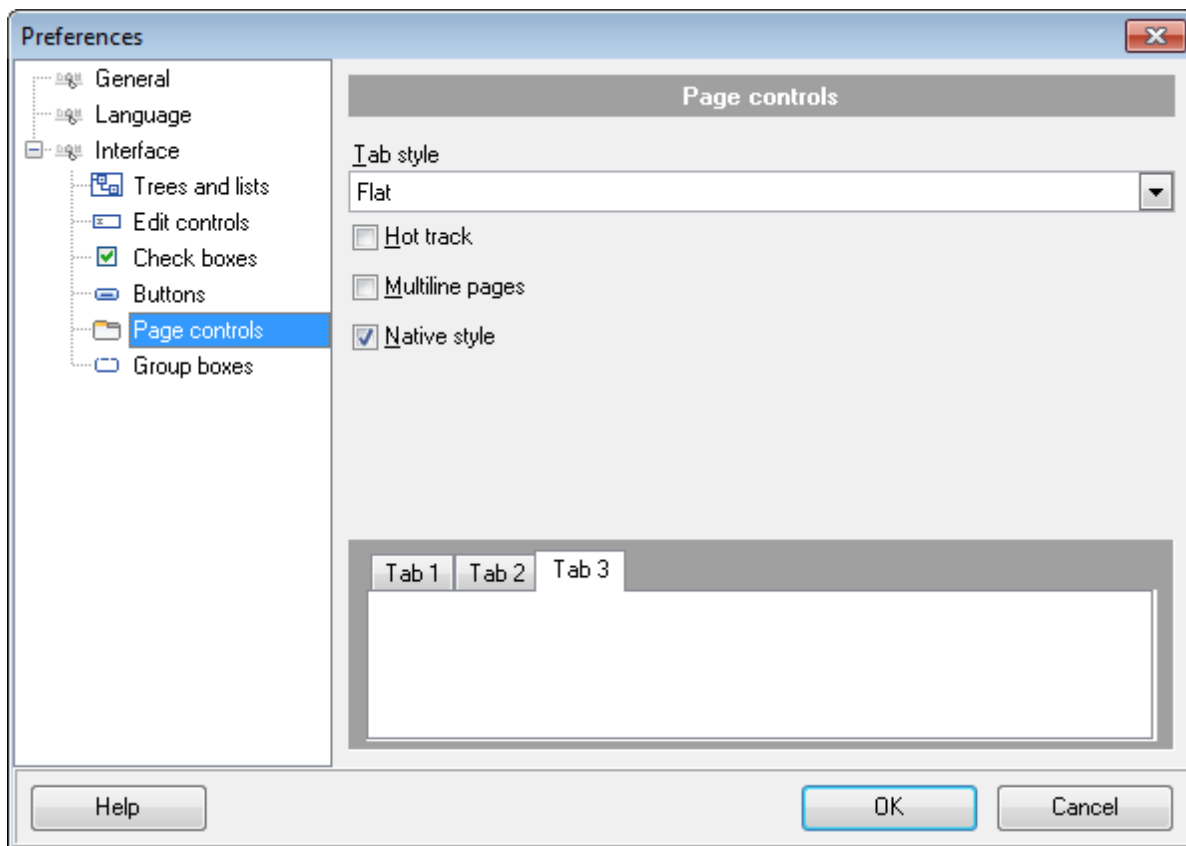 Preferences
General
Language
Interface
Trees and lists
Edit controls
Check boxes
Buttons
Page controls
Group boxes
Page controls
Tab style
Flat
Hot track
Multiline pages
Native style
Tab 1 Tab 2 Tab 3
Help OK Cancel